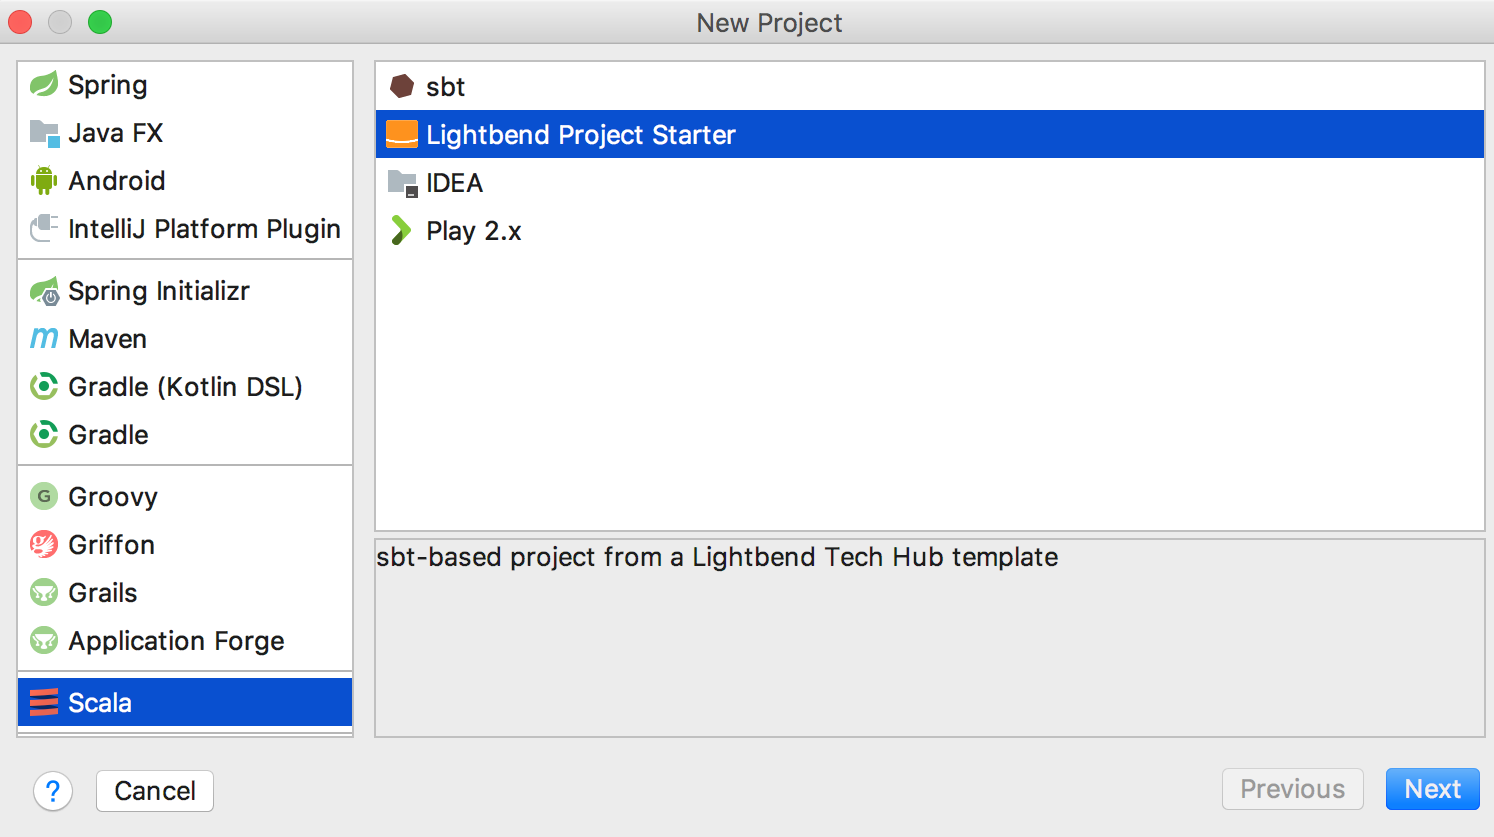 New Project
Spring
Java FX
Android
IntelliJ Platform Plugin
Spring Initializr
m Maven
Gradle (Kotlin DSL)
Gradle
G Groovy
g Griffon
Grails
Application Forge
Scala
sbt
Lightbend Project Starter
IDEA
Play 2.x
sbt-based project from a Lightbend Tech Hub template
? Cancel
Previous
Next